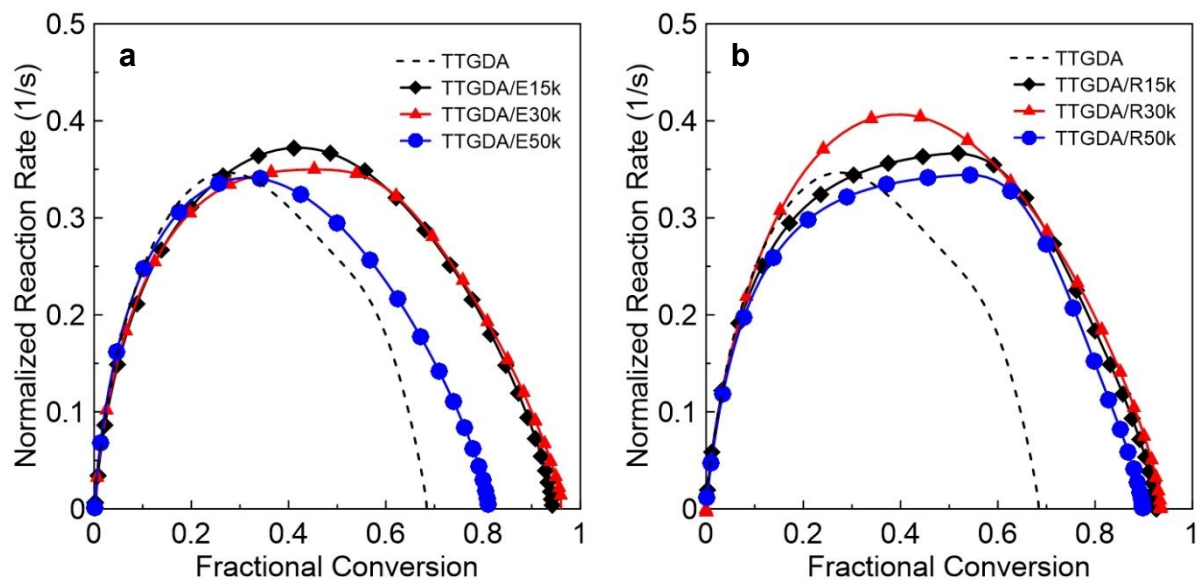 a
TTGDA
TTGDA/E15k
TTGDA/E30k
TTGDA/E50k
Normalized Reaction Rate (1/s)
0.5
0.4
0.3
0.2
0.1
0
0 0.2 0.4 0.6 0.8 1
Fractional Conversion
b
TTGDA
TTGDA/R15k
TTGDA/R30k
TTGDA/R50k
Normalized Reaction Rate (1/s)
0.5
0.4
0.3
0.2
0.1
0
0 0.2 0.4 0.6 0.8 1
Fractional Conversion